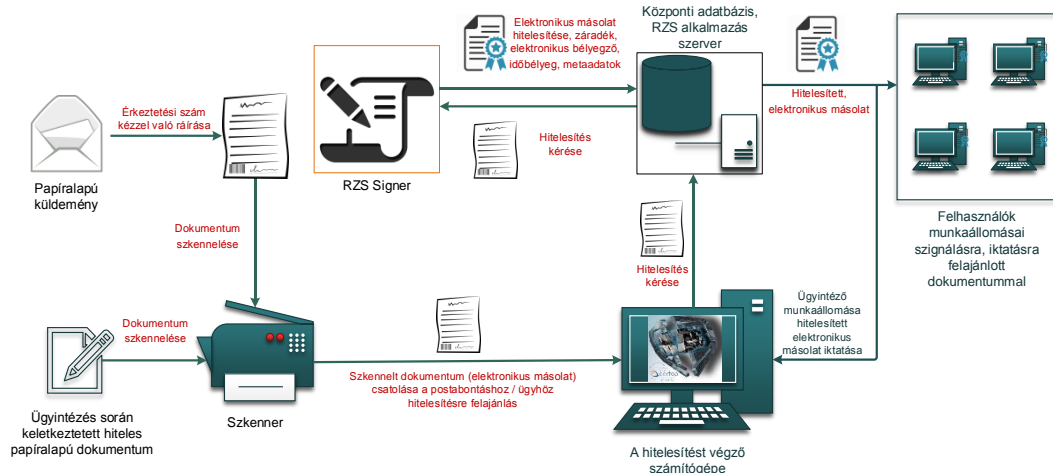 Elektronikus másolat
hitelesítése, záradék,
elektronikus bélyegző,
időbélyeg, metaadatok
Központi adatbázis,
RZS alkalmazás
szerver
Érkeztetési szám
kézzel való ráírása
Hitelesített,
elektronikus másolat
Hitelesítés
kérése
Papíralapú
küldemény
RZS Signer
Felhasználók
munkaállomásai
szignálásra, iktatásra
felajánlott
dokumentummal
Dokumentum
szkennelése
Hitelesítés
kérése
Ügyintéző
munkaállomása
hitelesített
elektronikus
másolat iktatása
Dokumentum
szkennelése
Szkennelt dokumentum (elektronikus másolat)
csatolása a postabontáshoz / ügyhöz
hitelesítésre felajánlás
Ügyintézés során
keletkeztetett hiteles
papíralapú dokumentum
Szkenner
A hitelesítést végző
számítógépe